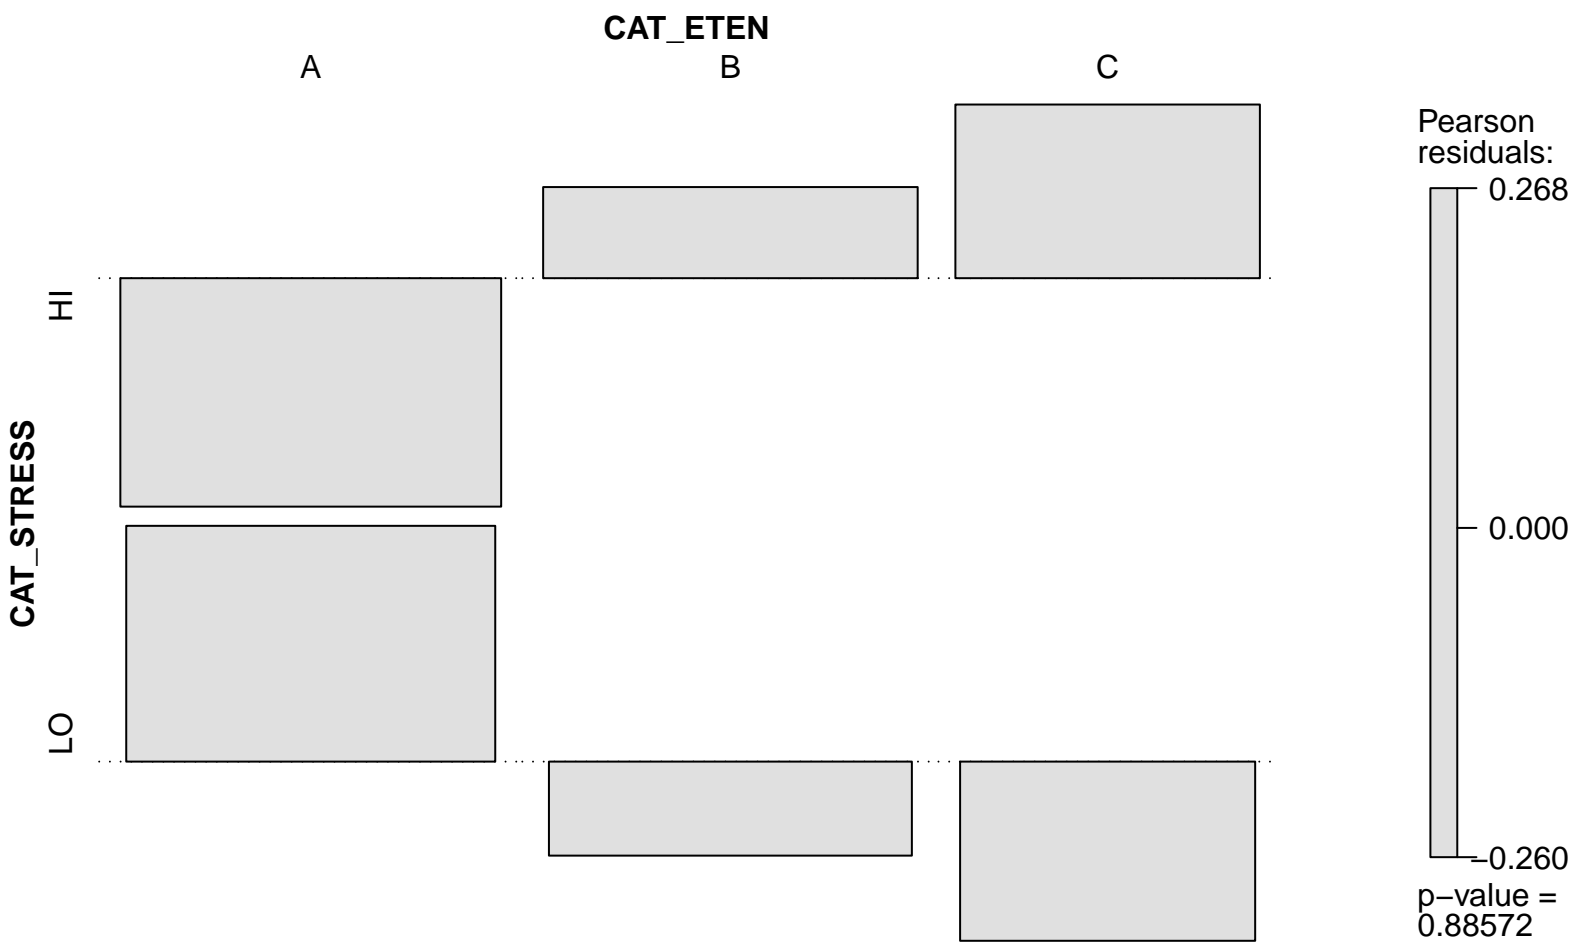 CAT_ETEN
A B C
Pearson
residuals:
0.268
HI
CAT_STRESS
0.000
LO
−0.260
p−value =
0.88572